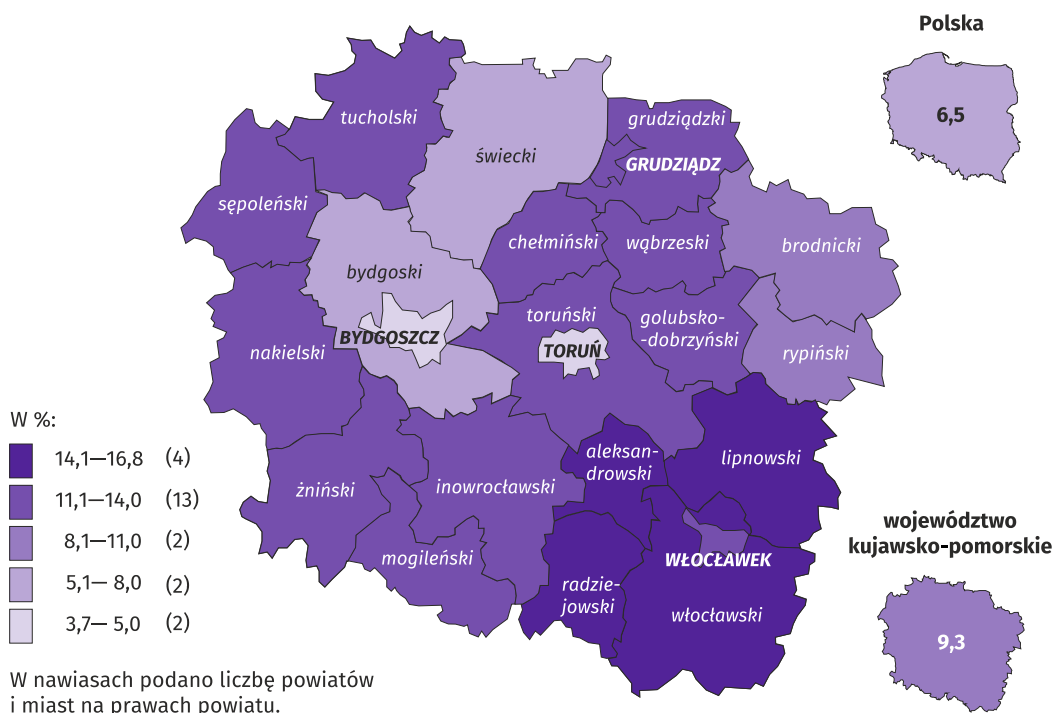 Polska
6,5
tucholski
grudziądzki
świecki
GRUDZIĄDZ
sępoleński
chełmiński
wąbrzeski
brodnicki
bydgoski
toruński
golubsko-
-dobrzyński
BYDGOSZCZ
TORUŃ
nakielski
rypiński
W %:
14,1—16,8 (4)
11,1—14,0 (13)
8,1—11,0 (2)
5,1— 8,0 (2)
3,7— 5,0 (2)
aleksan-
drowski
lipnowski
żniński
inowrocławski
mogileński
WŁOCŁAWEK
radzie-
jowski
włocławski
województwo
kujawsko-pomorskie
9,3
W nawiasach podano liczbę powiatów
i miast na prawach powiatu.